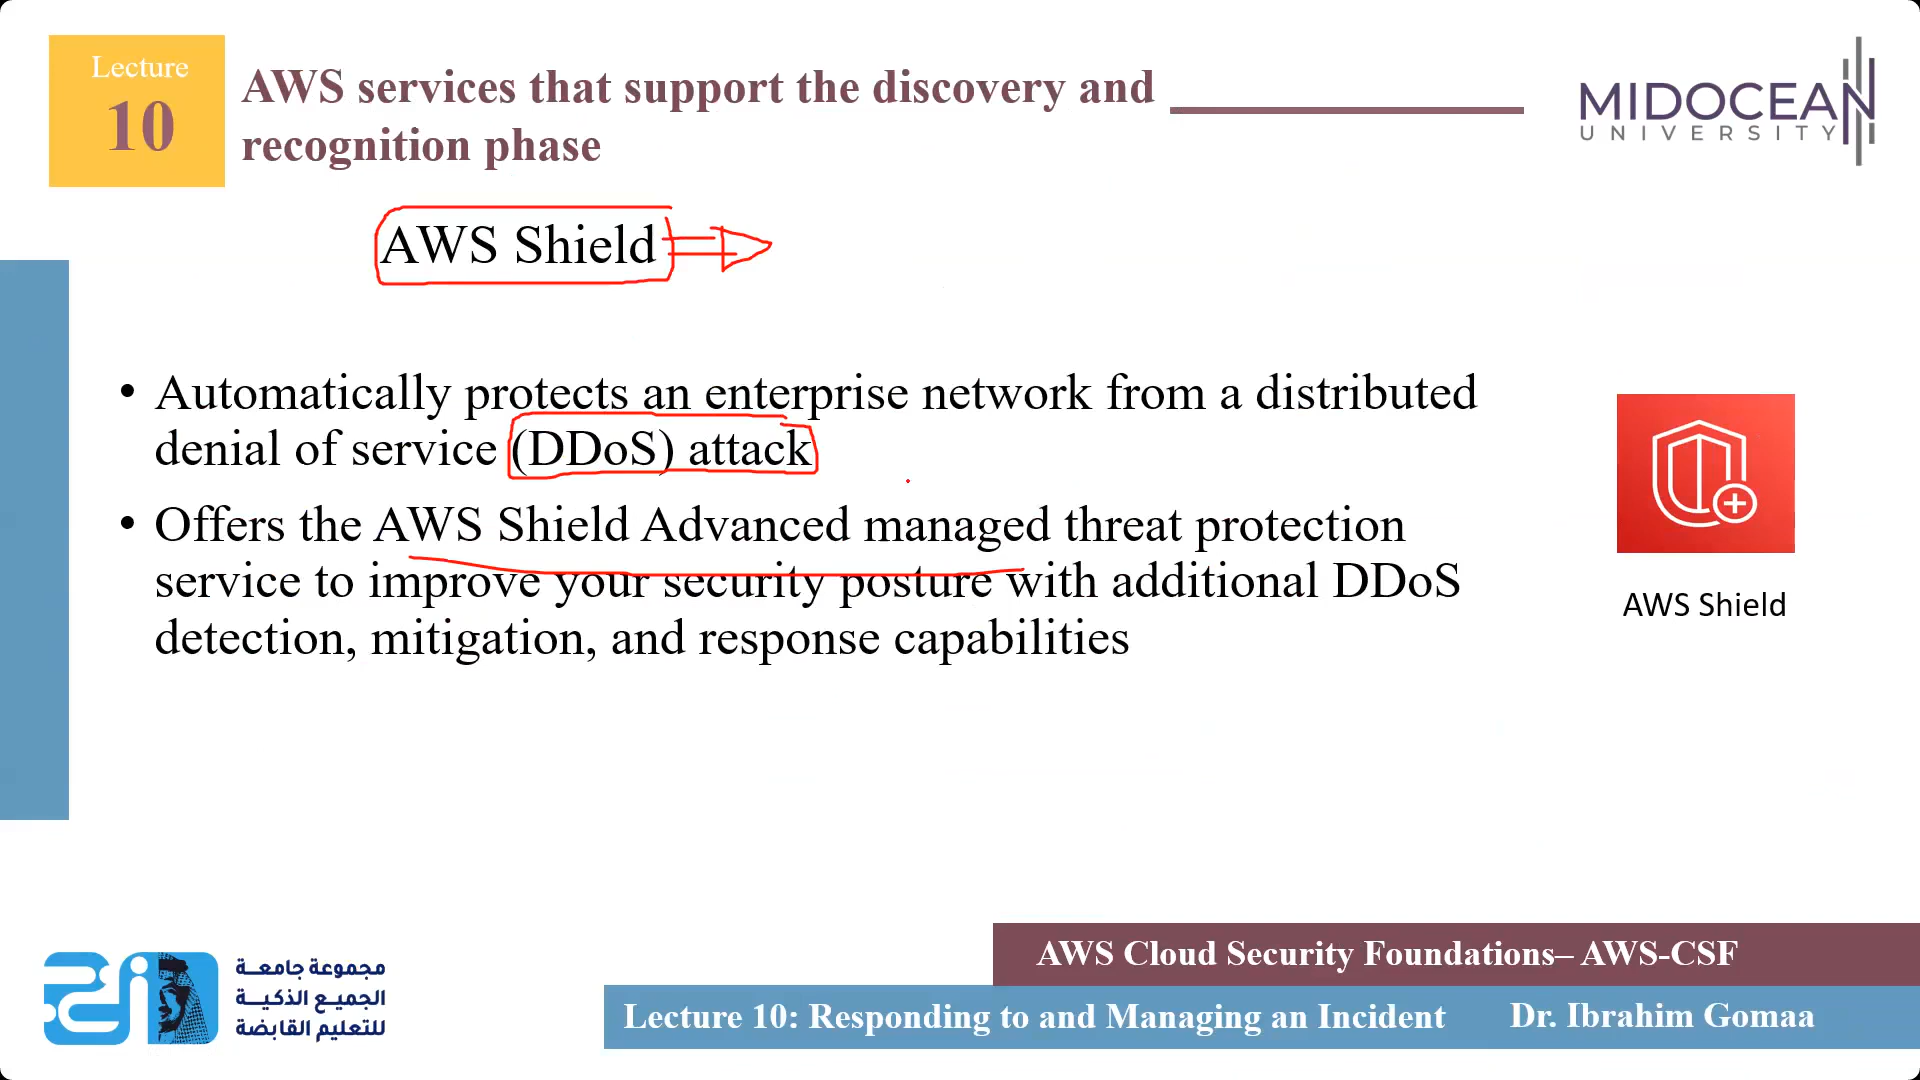 Lecture
10
AWS services that support the discovery and
recognition phase
MIDOCEAN
UNIVERSITY
AWS Shield
• Automatically protects an enterprise network from a distributed
denial of service (DDoS) attack
• Offers the AWS Shield Advanced managed threat protection
service to improve your security posture with additional DDoS
detection, mitigation, and response capabilities
AWS Shield
مجموعة جامعة
الجميع الذكية
للتعليم القابضة
AWS Cloud Security Foundations– AWS-CSF
Lecture 10: Responding to and Managing an Incident
Dr. Ibrahim Gomaa